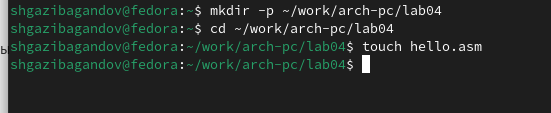 shgazibagandov@fedora:~$ mkdir -p ~/work/arch-pc/lab04
shgazibagandov@fedora:~$ cd ~/work/arch-pc/lab04
shgazibagandov@fedora:~/work/arch-pc/lab04$ touch hello.asm
shgazibagandov@fedora:~/work/arch-pc/lab04$